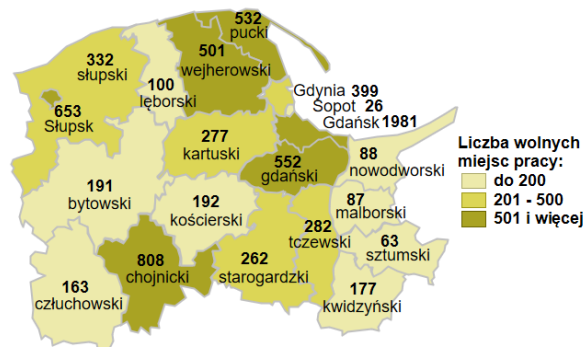 532
pucki
501
wejherowski
332
słupski
100
lęborski
653
Słupsk
Gdynia 399
Sopot 26
Gdańsk 1981
277
kartuski
552
gdański
88
nowodworski
Liczba wolnych
miejsc pracy:
do 200
201 - 500
501 i więcej
191
bytowski
192
kościerski
87
malborski
282
tczewski
63
sztumski
808
chojnicki
262
starogardzki
163
człuchowski
177
kwidzyński